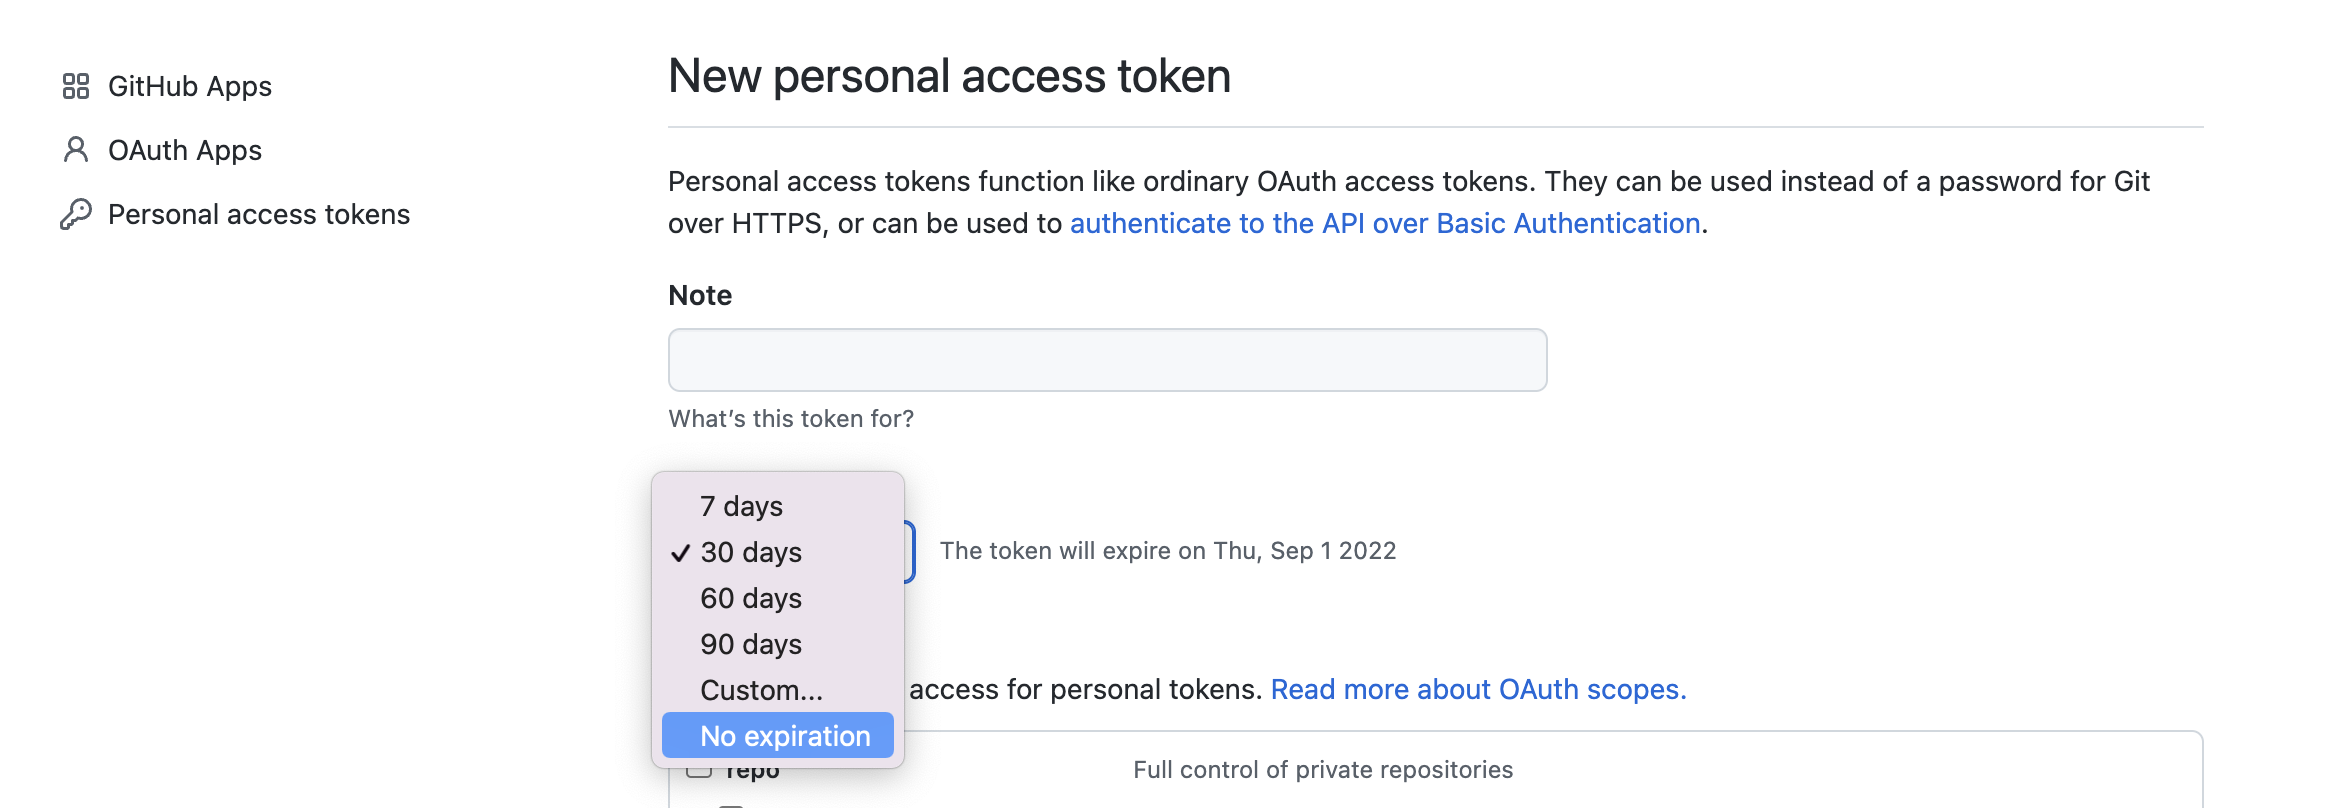 GitHub Apps
OAuth Apps
Personal access tokens
New personal access token
Personal access tokens function like ordinary OAuth access tokens. They can be used instead of a password for Git
over HTTPS, or can be used to authenticate to the API over Basic Authentication.
Note
What's this token for?
7 days
✓ 30 days
60 days
90 days
Custom...
No expiration
The token will expire on Thu, Sep 1 2022
access for personal tokens. Read more about OAuth scopes.
repo
Full control of private repositories